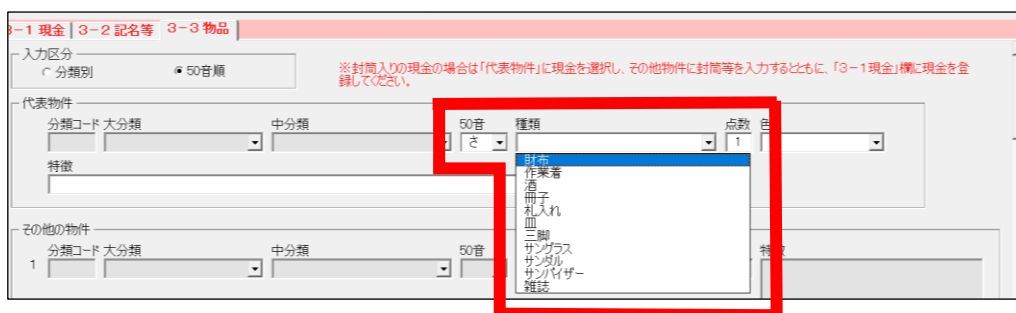 3-1 現金 3-2 記名等 3-3 物品
入力区分
分類別 50音順
※封筒入りの現金の場合は「代表物件」に現金を選択し、その他物件に封筒等を入力するとともに、「3-1現金」欄に現金を登
録してください。
代表物件
分類コード 大分類 中分類 50音 種類 点数 色
さ 1
特徴
財布
作業着
酒
冊子
札入れ
皿
三脚
サングラス
サンダル
サンバイザー
雑誌
その他の物件
分類コード 大分類 中分類 50音
1